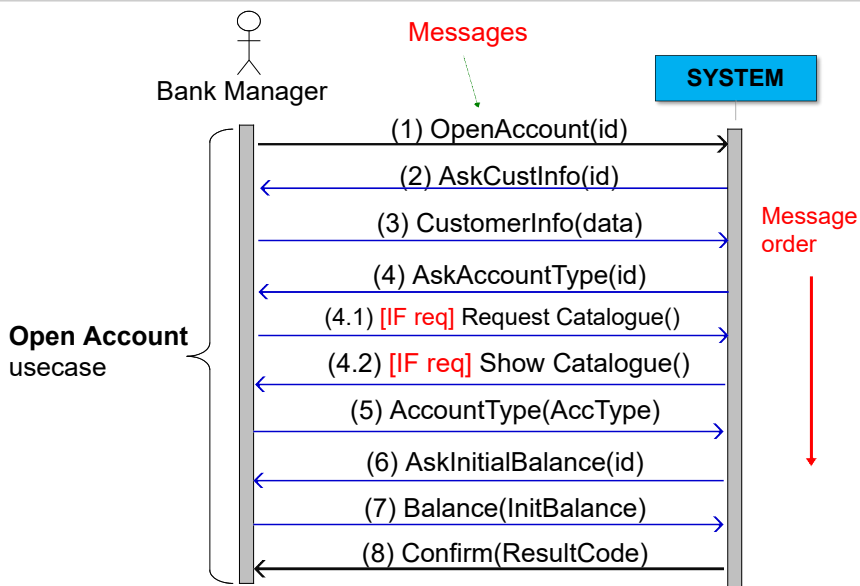 Messages
SYSTEM
Bank Manager
(1) OpenAccount(id)
(2) AskCustInfo(id)
(3) CustomerInfo(data)
Message
order
(4) AskAccountType(id)
(4.1) [IF req] Request Catalogue()
Open Account
usecase
(4.2) [IF req] Show Catalogue()
(5) AccountType(AccType)
(6) AskInitialBalance(id)
(7) Balance(InitBalance)
(8) Confirm(ResultCode)